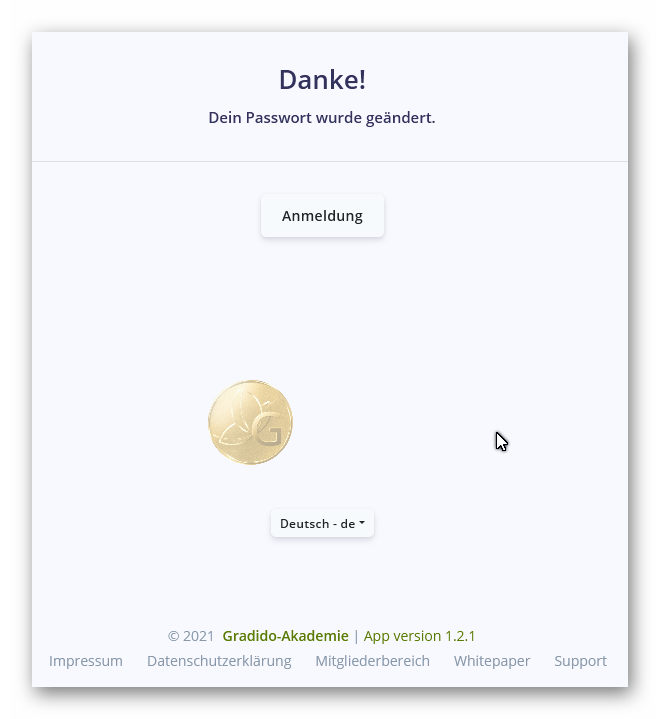 Danke!
Dein Passwort wurde geändert.
Anmeldung
G
Deutsch - de
© 2021 Gradido-Akademie | App version 1.2.1
Impressum Datenschutzerklärung Mitgliederbereich Whitepaper Support